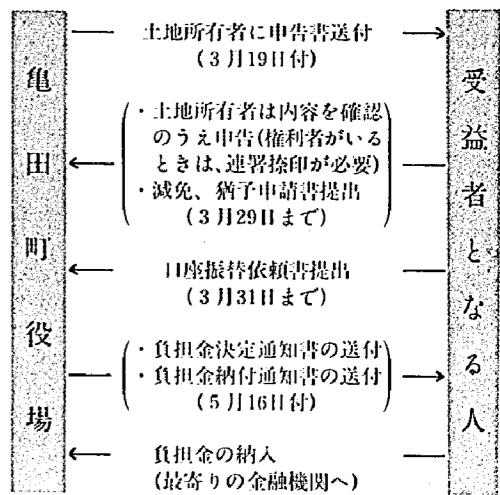 亀田町役場
土地所有者に申告書送付
(3月19日付)
・土地所有者は内容を確認
のうえ申告(権利者がいる
ときは、連署捺印が必要)
・減免、猶予申請書提出
(3月29日まで)
口座振替依頼書提出
(3月31日まで)
・負担金決定通知書の送付
・負担金納付通知書の送付
(5月16日付)
負担金の納入
(最寄りの金融機関へ)
受益者となる人